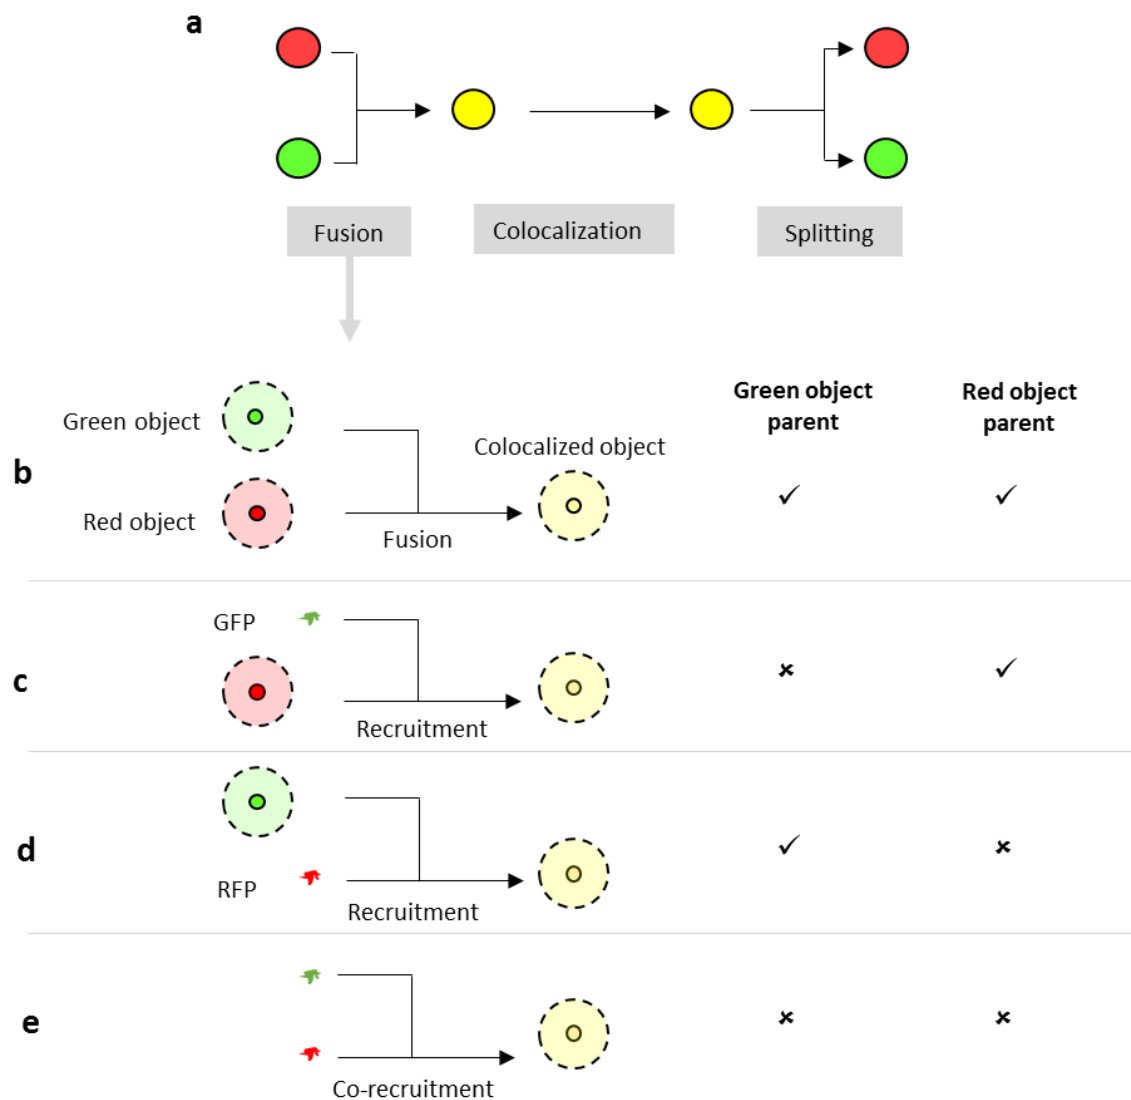 a
Fusion
Colocalization
Splitting
Green object parent
Red object parent
Green object
Colocalized object
b
Red object
Fusion
✓ ✓
GFP
c
✗ ✓
Recruitment
d
✓ ✗
RFP
Recruitment
e
✗ ✗
Co-recruitment